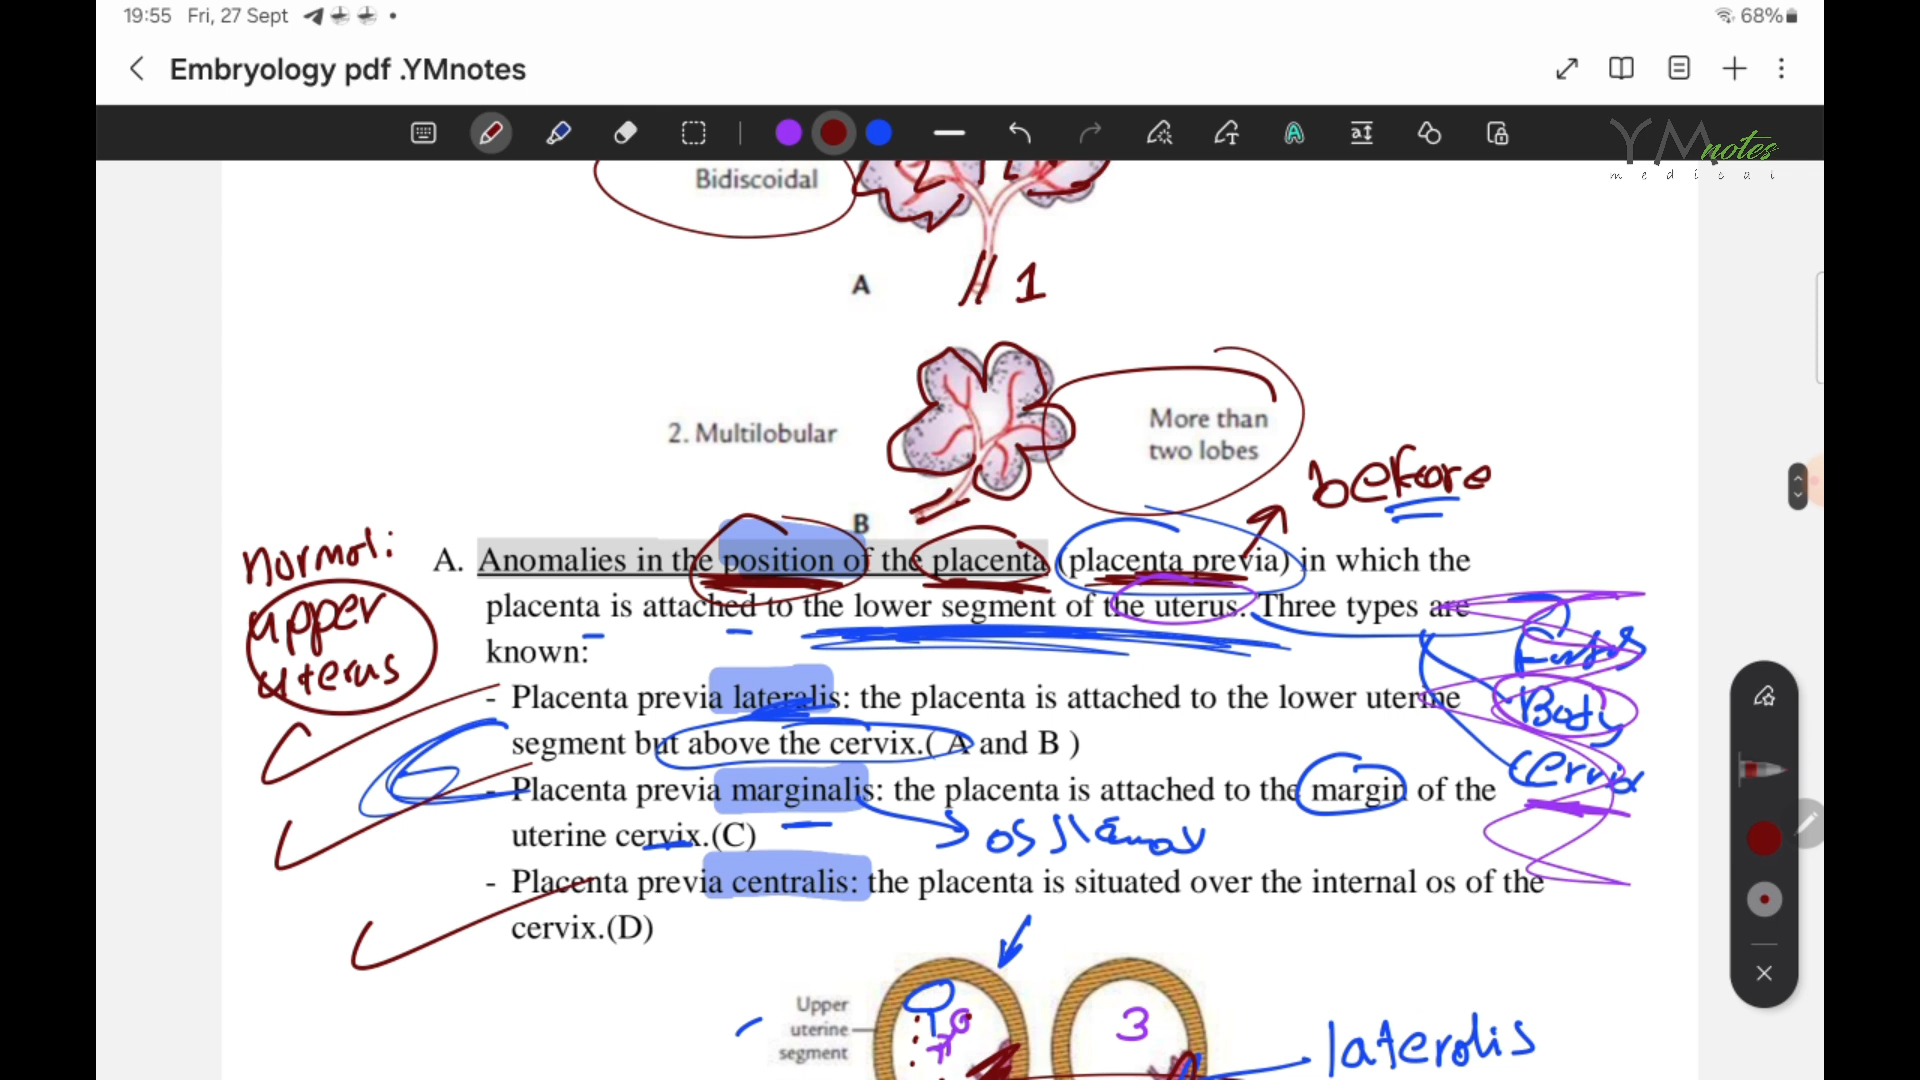 19:55 Fri, 27 Sept
68%
Embryology pdf .YMnotes
YM notes
medical
Bidiscoidal
A
1
2. Multilobular
More than
two lobes
before
B
normal:
upper
uterus
A. Anomalies in the position of the placenta (placenta previa) in which the
placenta is attached to the lower segment of the uterus. Three types are
known:
- Placenta previa lateralis: the placenta is attached to the lower uterine
segment but above the cervix.( A and B )
- Placenta previa marginalis: the placenta is attached to the margin of the
uterine cervix.(C)
- Placenta previa centralis: the placenta is situated over the internal os of the
cervix.(D)
Body
Cervix
os
Upper
uterine
segment
3
laterolis